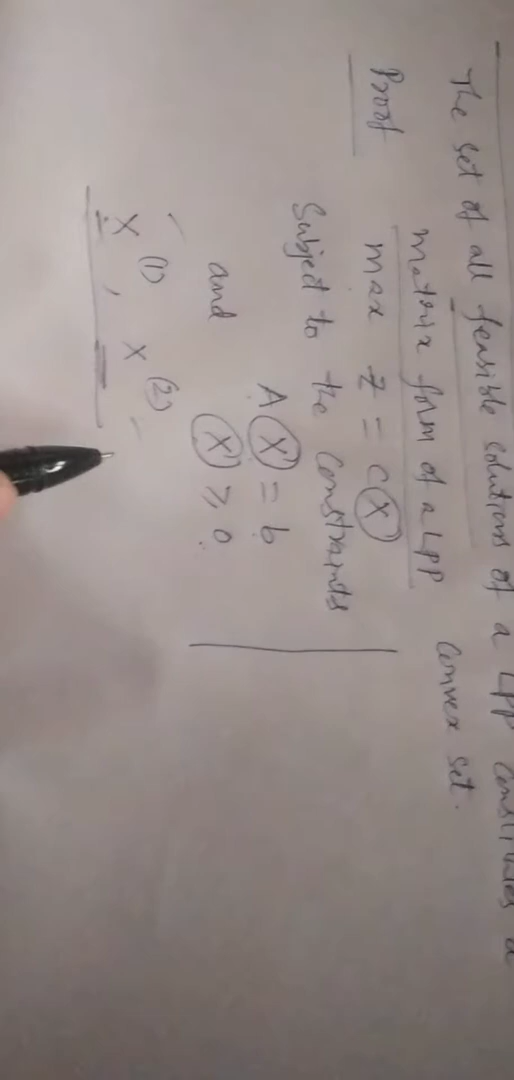 The set of all feasible solutions of a LPP constitutes a
convex set.
Proof
Matrix form of a LPP
max Z = CX
Subject to the constraints
AX = b
and X ≥ 0
X⁽¹⁾, X⁽²⁾